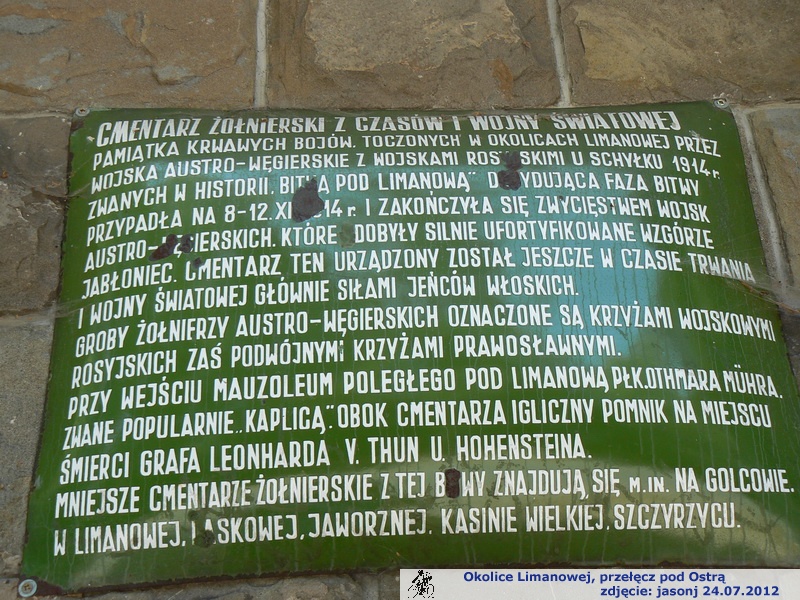 CMENTARZ ŻOŁNIERSKI Z CZASÓW I WOJNY ŚWIATOWEJ
PAMIĄTKA KRWAWYCH BOJÓW, TOCZONYCH W OKOLICACH LIMANOWEJ PRZEZ
WOJSKA AUSTRO-WĘGIERSKIE Z WOJSKAMI ROSYJSKIMI U SCHYŁKU 1914 r.
ZWANYCH W HISTORII „BITWĄ POD LIMANOWĄ" FAZA BITWY
PRZYPADŁA NA 8-12. 14 r. I ZAKOŃCZYŁA SIĘ ZWYCIĘSTWEM WOJSK
AUSTRO-WĘGIERSKICH, KTÓRE DOBYŁY SILNIE UFORTYFIKOWANE WZGÓRZE
JABŁONIEC. CMENTARZ TEN URZĄDZONY ZOSTAŁ JESZCZE W CZASIE TRWANIA
I WOJNY ŚWIATOWEJ GŁÓWNIE SIŁAMI JEŃCÓW WŁOSKICH.
GROBY ŻOŁNIERZY AUSTRO-WĘGIERSKICH OZNACZONE SĄ KRZYŻAMI WOJSKOWYMI
ROSYJSKICH ZAŚ PODWÓJNYMI KRZYŻAMI PRAWOSŁAWNYMI.
PRZY WEJŚCIU MAUZOLEUM POLEGŁEGO POD LIMANOWĄ PŁK. OTHMARA MÜHRA.
ZWANE POPULARNIE „KAPLICĄ". OBOK CMENTARZA IGLICZNY POMNIK NA MIEJSCU
ŚMIERCI GRAFA LEONHARDA V. THUN U. HOHENSTEINA.
MNIEJSZE CMENTARZE ŻOŁNIERSKIE Z TEJ BITWY ZNAJDUJĄ SIĘ M.IN. NA GOLCOWIE.
W LIMANOWEJ, LASKOWEJ, JAWORZNEJ, KASINIE WIELKIEJ, SZCZYRZYCU.
Okolice Limanowej, przełęcz pod Ostrą
zdjęcie: jasonj 24.07.2012